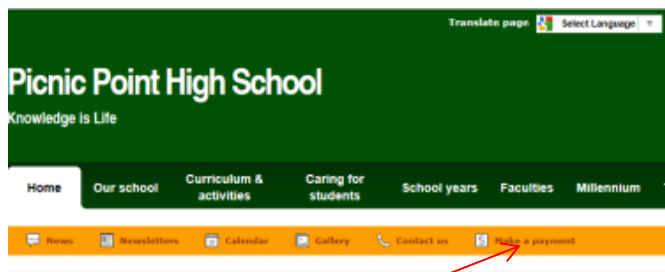 Translate page Select Language ▼
Picnic Point High School
Knowledge is Life
Home Our school Curriculum & activities Caring for students School years Faculties Millennium
News Newsletters Calendar Gallery Contact us $ Make a payment